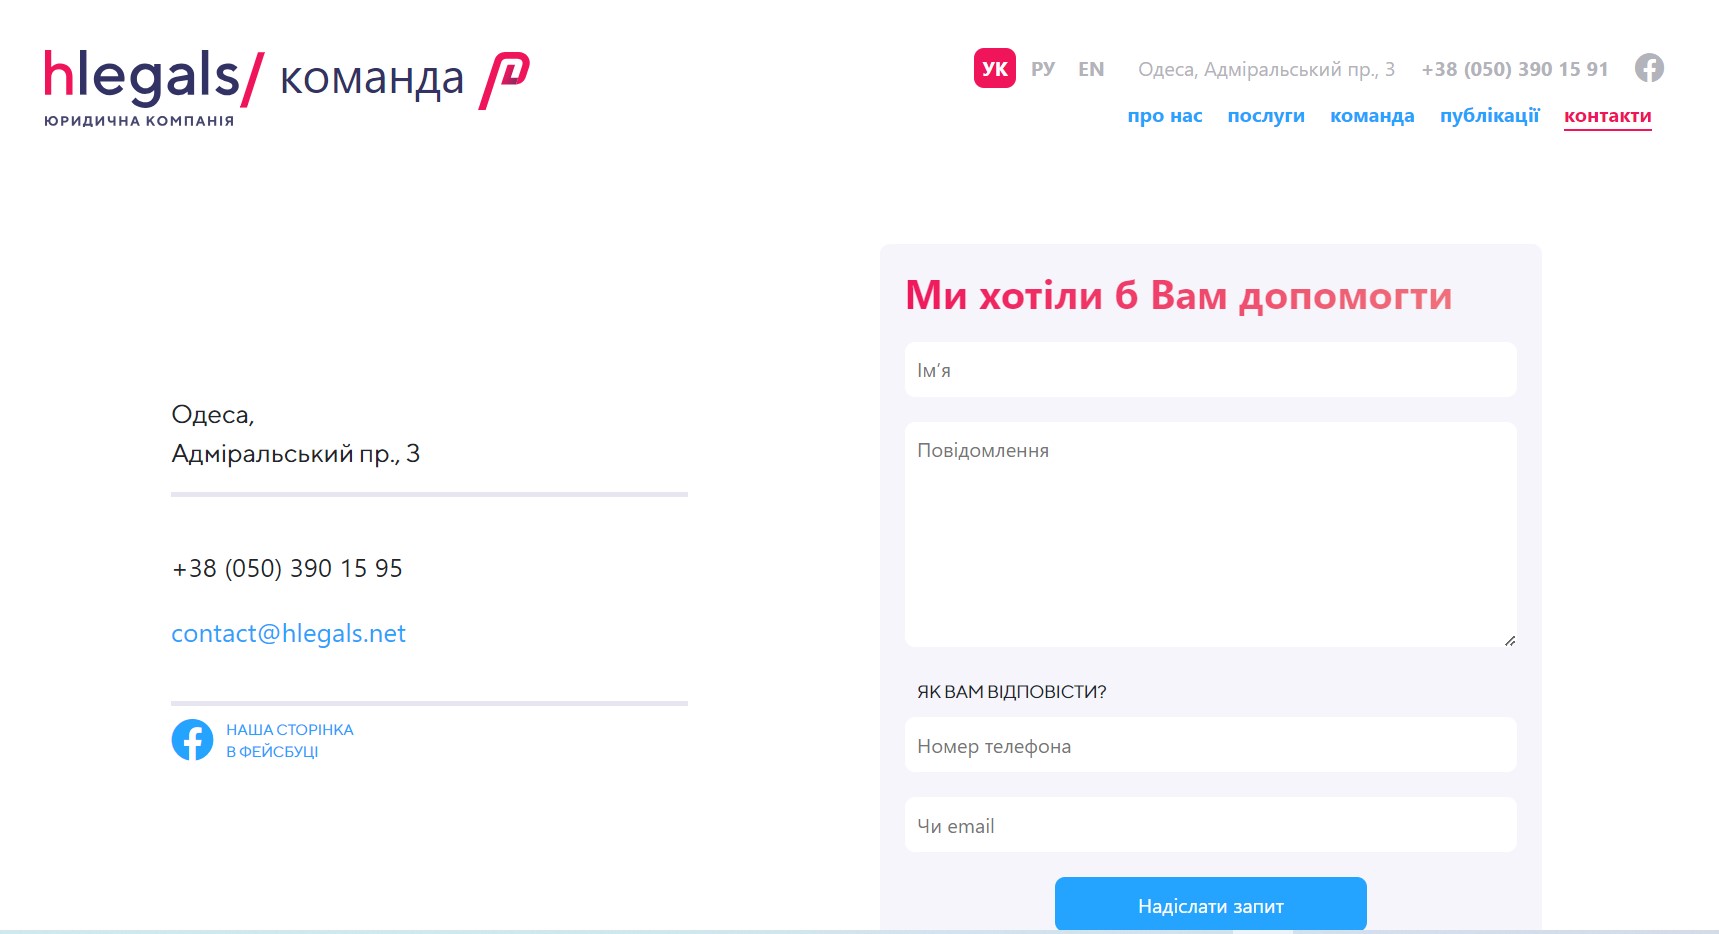 hlegals/ команда
ЮРИДИЧНА КОМПАНІЯ
УК РУ EN Одеса, Адміральський пр., 3 +38 (050) 390 15 91
про нас послуги команда публікації контакти
Одеса,
Адміральський пр., 3
+38 (050) 390 15 95
contact@hlegals.net
НАША СТОРІНКА
В ФЕЙСБУЦІ
Ми хотіли б Вам допомогти
Ім’я
Повідомлення
ЯК ВАМ ВІДПОВІСТИ?
Номер телефона
Чи email
Надіслати запит